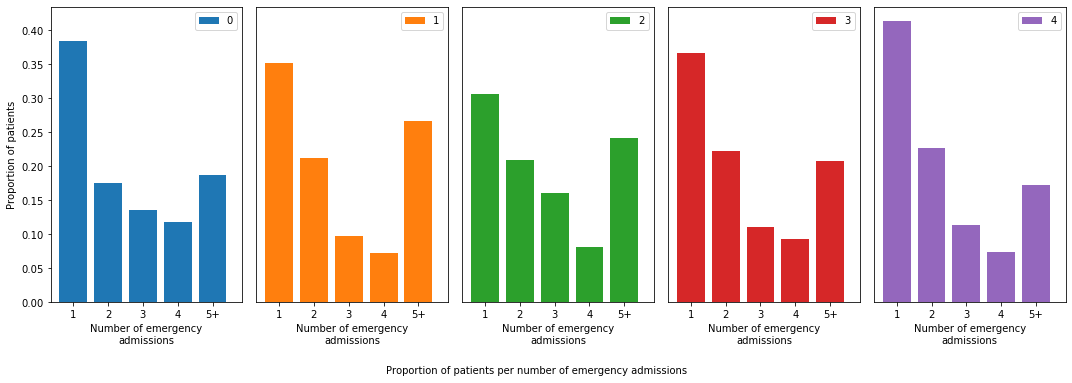 0
1
2
3
4
Proportion of patients
0.40
0.35
0.30
0.25
0.20
0.15
0.10
0.05
0.00
1 2 3 4 5+
Number of emergency
admissions
1 2 3 4 5+
Number of emergency
admissions
1 2 3 4 5+
Number of emergency
admissions
1 2 3 4 5+
Number of emergency
admissions
1 2 3 4 5+
Number of emergency
admissions
Proportion of patients per number of emergency admissions